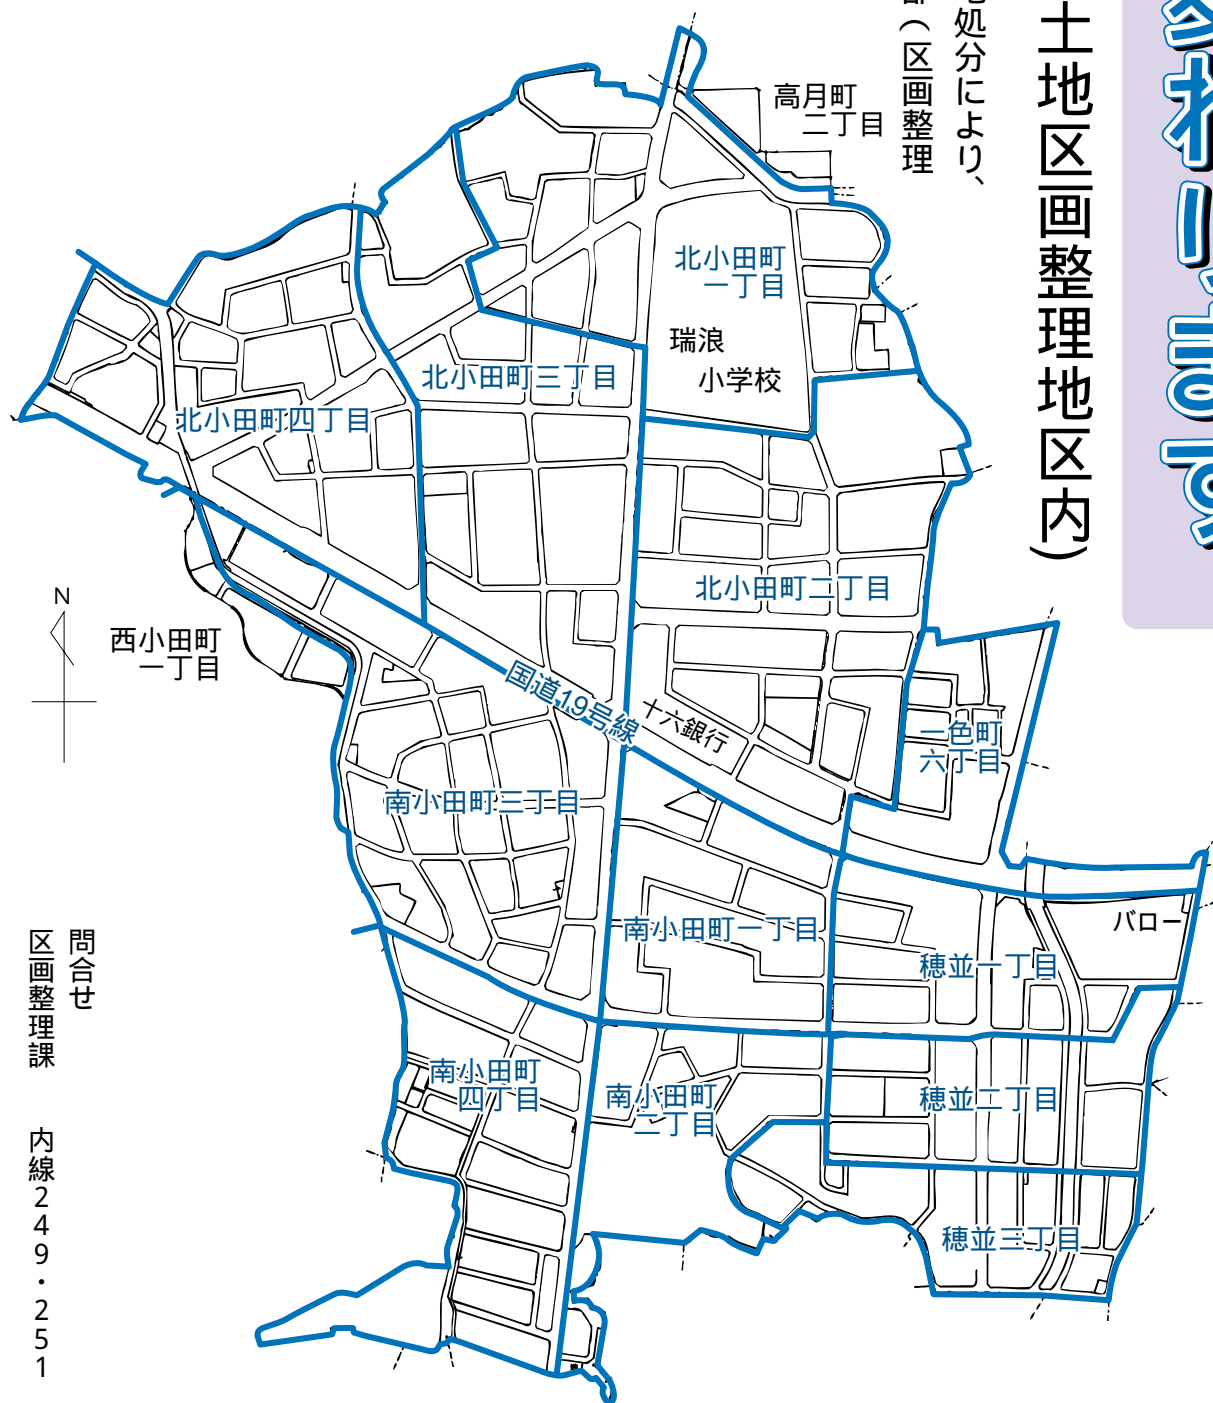 わります
土地区画整理地区内)
処分により、
(区画整理
高月町
二丁目
北小田町
一丁目
瑞浪
小学校
北小田町三丁目
北小田町四丁目
北小田町二丁目
N
西小田町
一丁目
国道19号線
十六銀行
一色町
六丁目
南小田町三丁目
南小田町一丁目
バロー
穂並一丁目
南小田町
四丁目
南小田町
二丁目
穂並二丁目
穂並三丁目
問合せ
区画整理課 内線249・251